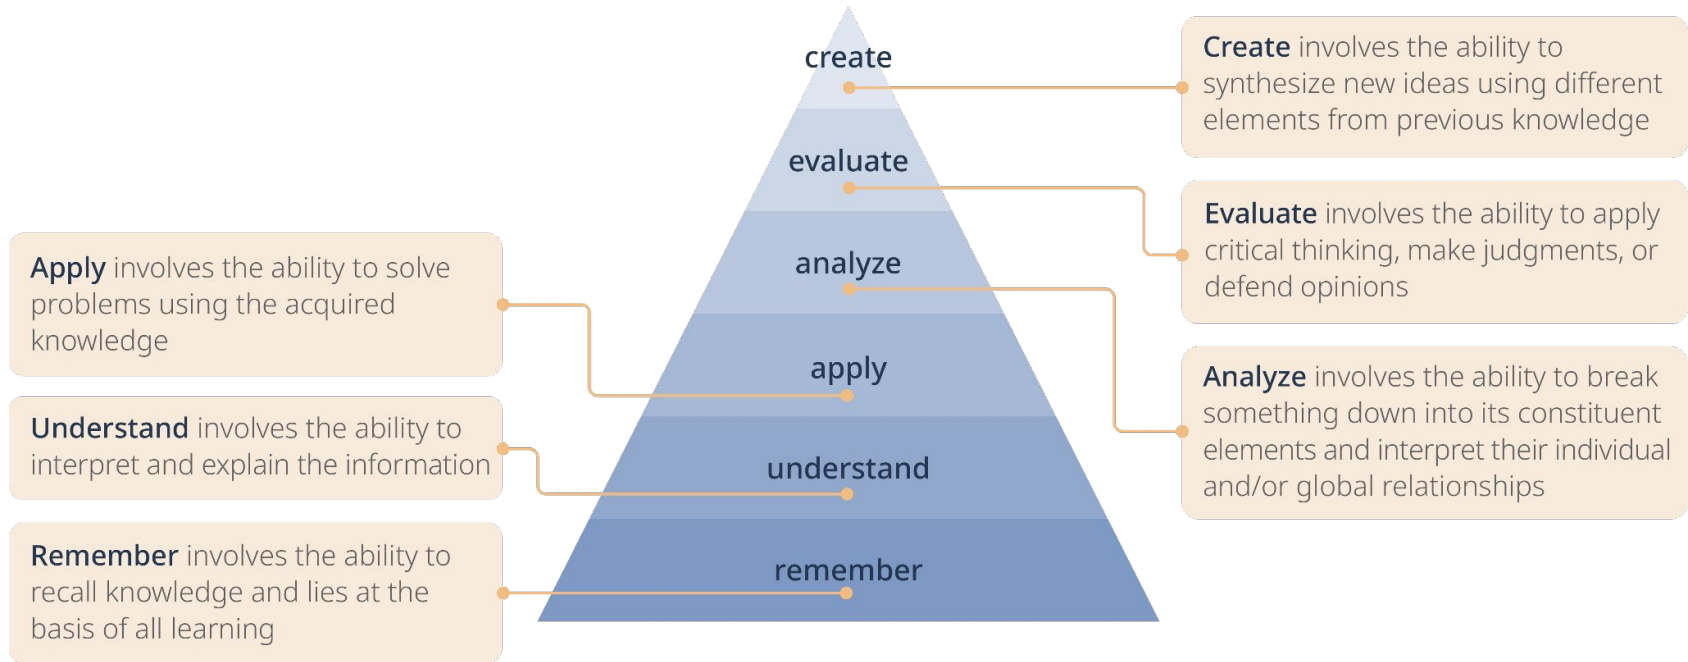 create
evaluate
analyze
apply
understand
remember
Apply involves the ability to solve
problems using the acquired
knowledge
Understand involves the ability to
interpret and explain the information
Remember involves the ability to
recall knowledge and lies at the
basis of all learning
Create involves the ability to
synthesize new ideas using different
elements from previous knowledge
Evaluate involves the ability to apply
critical thinking, make judgments, or
defend opinions
Analyze involves the ability to break
something down into its constituent
elements and interpret their individual
and/or global relationships